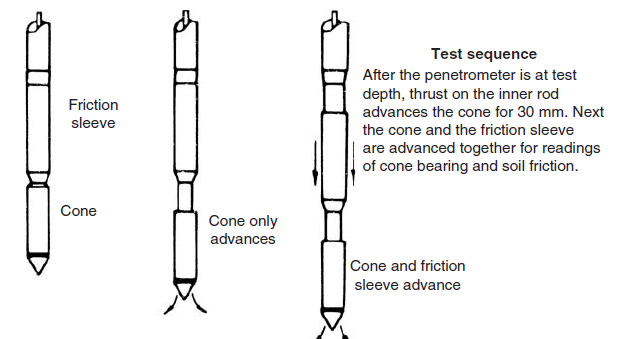 Friction
sleeve
Cone
Cone only
advances
Test sequence
After the penetrometer is at test
depth, thrust on the inner rod
advances the cone for 30 mm. Next
the cone and the friction sleeve
are advanced together for readings
of cone bearing and soil friction.
Cone and friction
sleeve advance